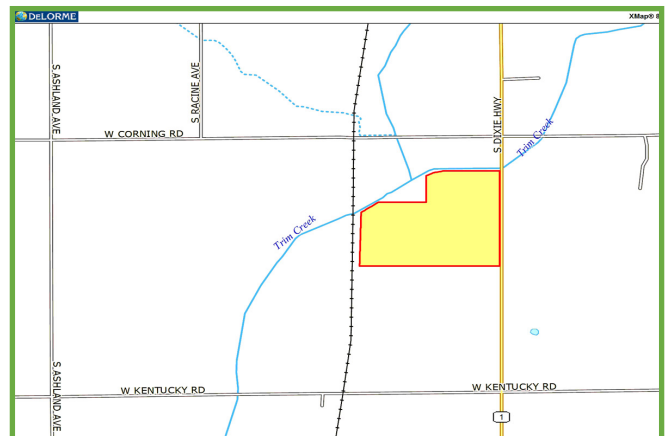 DELORME
XMap® 8
S ASHLAND AVE
S RACINE AVE
S DIXIE HWY
W CORNING RD
Trim Creek
Trim Creek
S ASHLAND AVE
W KENTUCKY RD
W KENTUCKY RD
1